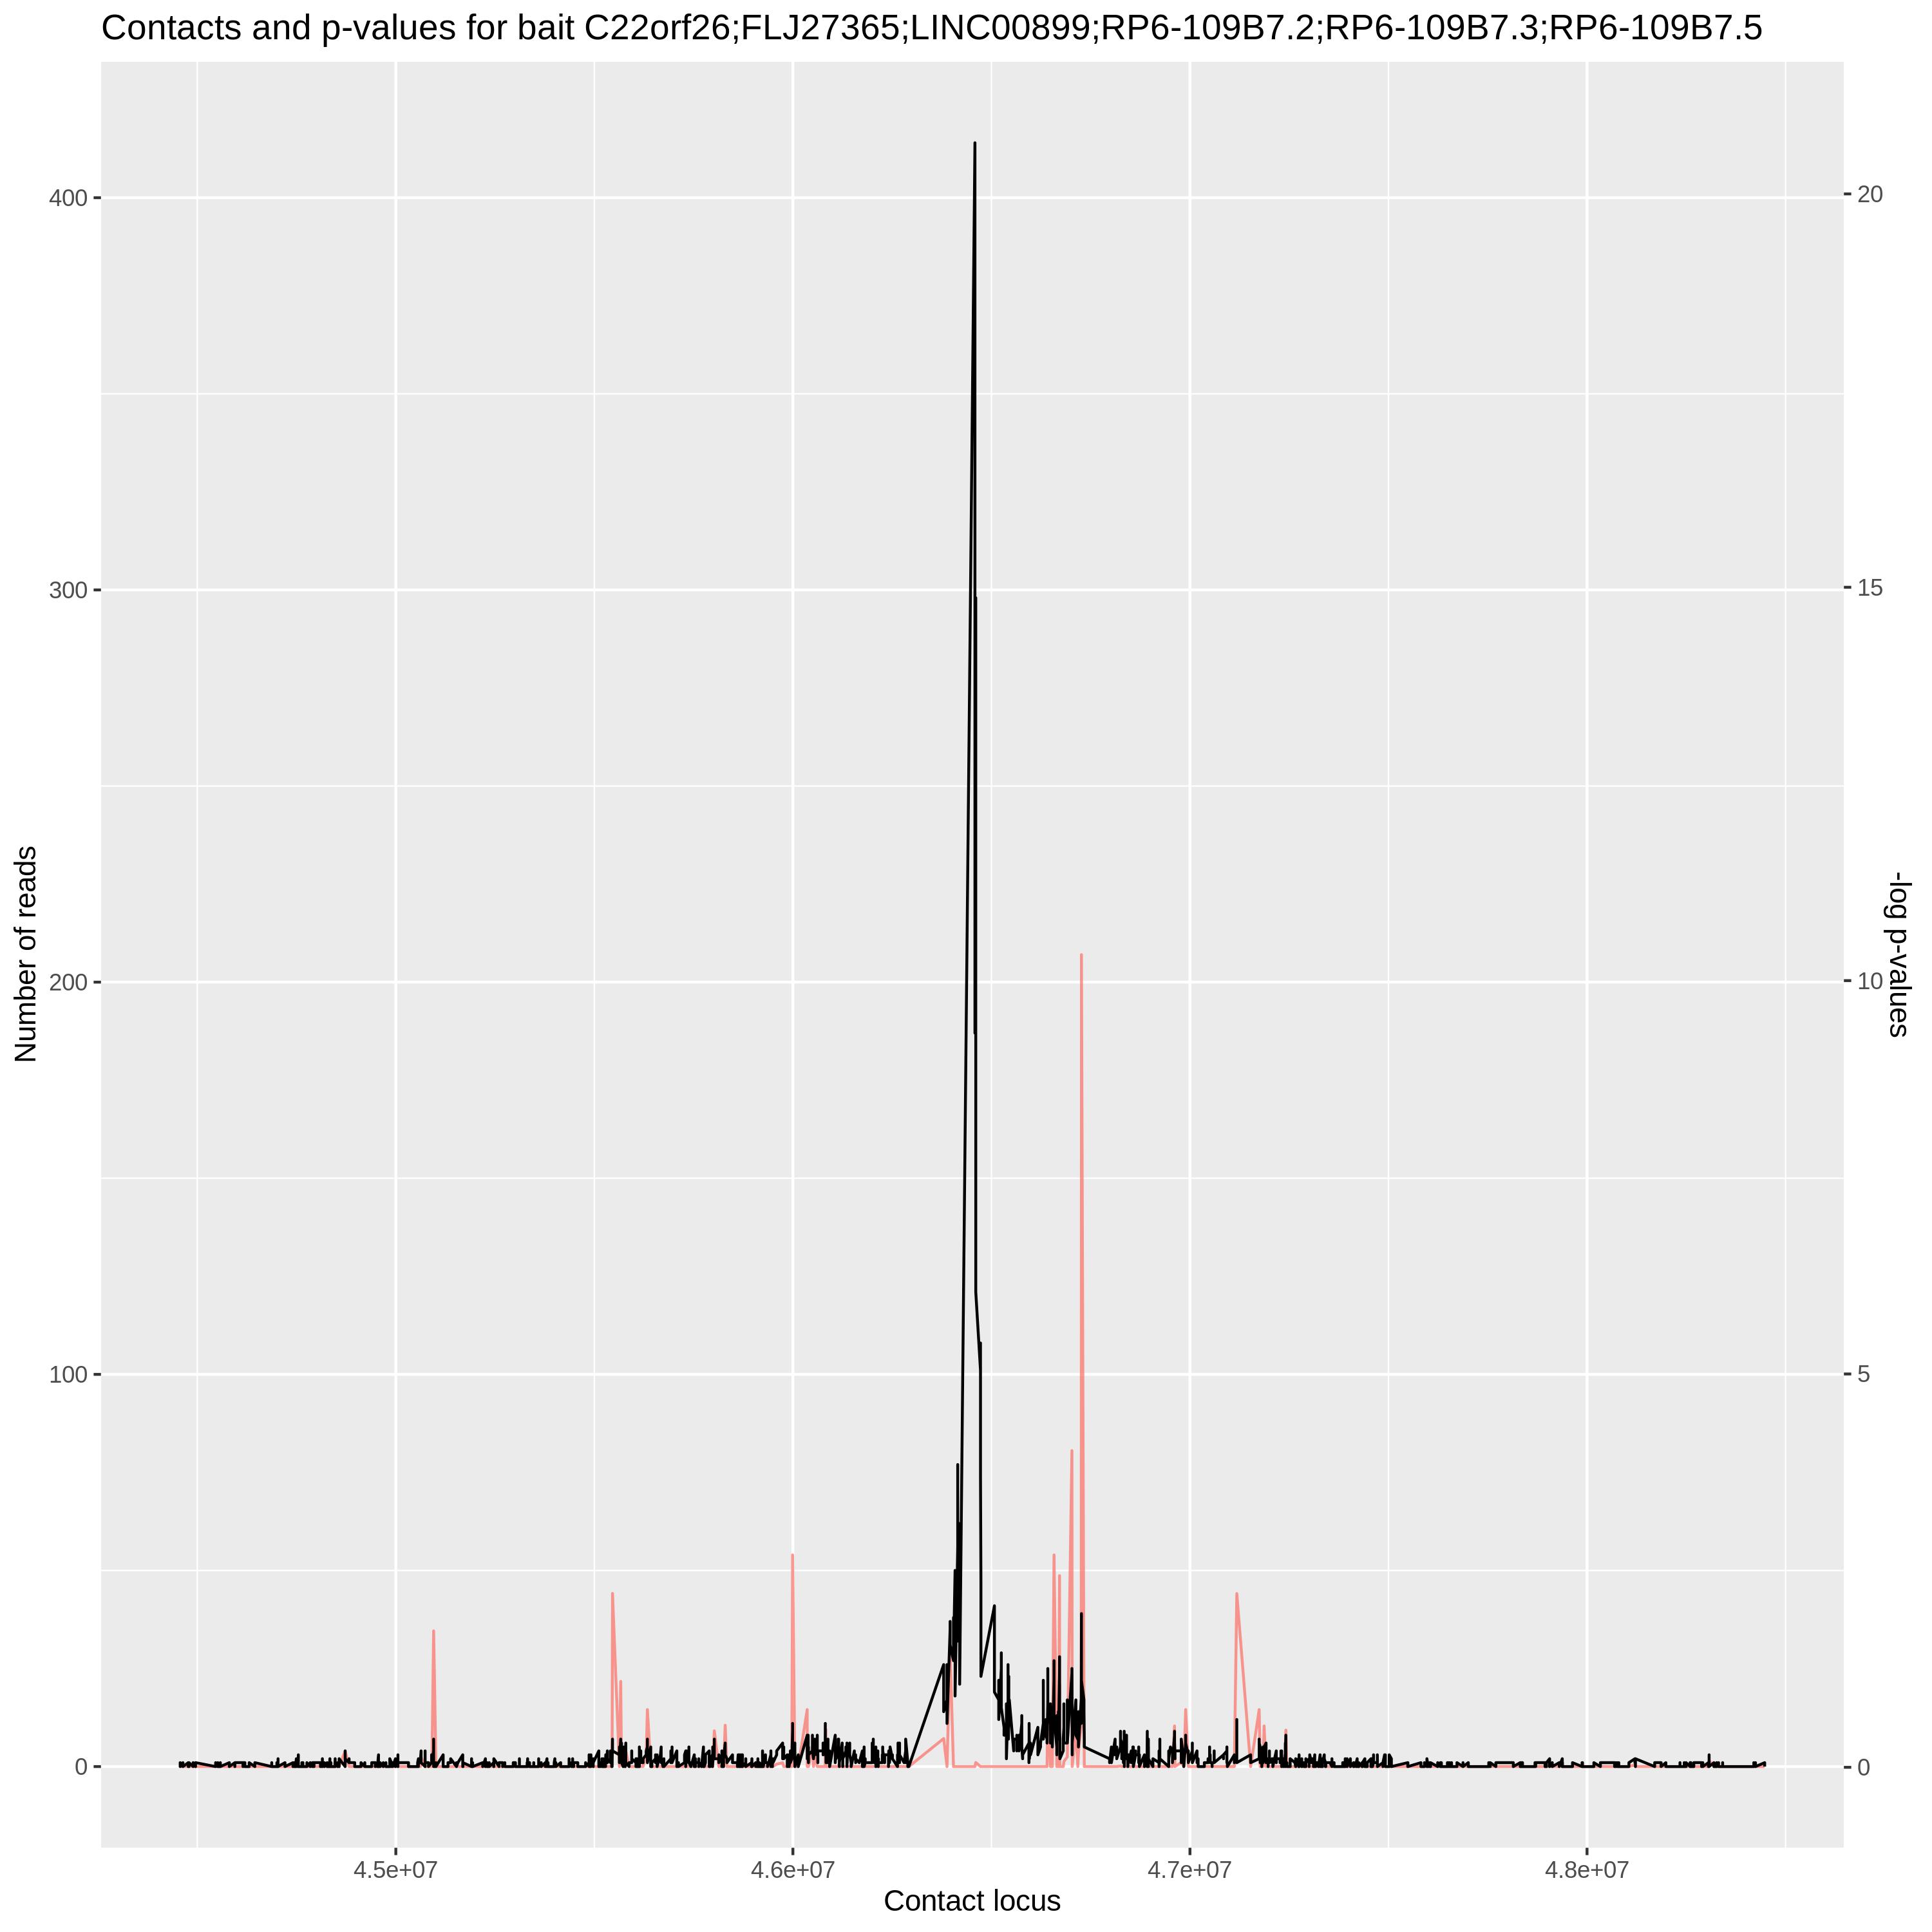 Contacts and p-values for bait C22orf26;FLJ27365;LINC00899;RP6-109B7.2;RP6-109B7.3;RP6-109B7.5
400
300
200
100
0
Number of reads
20
15
10
5
0
-log p-values
4.5e+07
4.6e+07
4.7e+07
4.8e+07
Contact locus